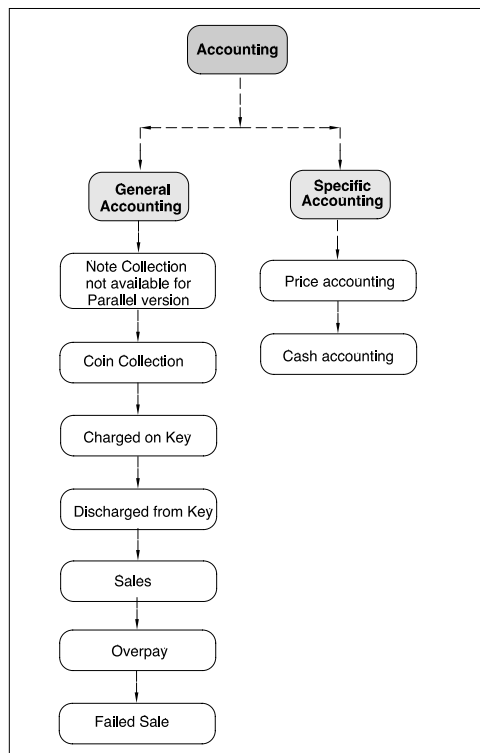 Accounting
General
Accounting
Specific
Accounting
Note Collection
not available for
Parallel version
Price accounting
Coin Collection
Cash accounting
Charged on Key
Discharged from Key
Sales
Overpay
Failed Sale